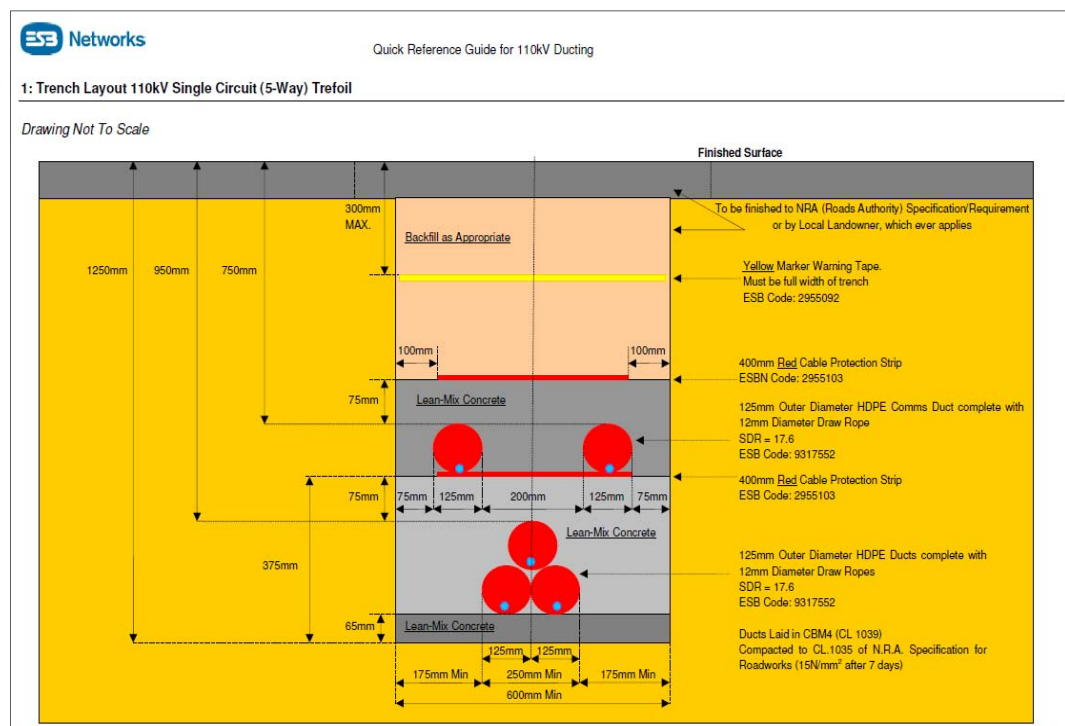 ESB Networks
Quick Reference Guide for 110kV Ducting
1: Trench Layout 110kV Single Circuit (5-Way) Trefoil
Drawing Not To Scale
Finished Surface
300mm
MAX.
To be finished to NRA (Roads Authority) Specification/Requirement
or by Local Landowner, which ever applies
Backfill as Appropriate
1250mm
950mm
750mm
Yellow Marker Warning Tape.
Must be full width of trench
ESB Code: 2955092
100mm
100mm
400mm Red Cable Protection Strip
ESBN Code: 2955103
75mm
Lean-Mix Concrete
125mm Outer Diameter HDPE Comms Duct complete with
12mm Diameter Draw Rope
SDR = 17.6
ESB Code: 9317552
400mm Red Cable Protection Strip
ESB Code: 2955103
75mm
75mm
125mm
200mm
125mm
75mm
Lean-Mix Concrete
375mm
125mm Outer Diameter HDPE Ducts complete with
12mm Diameter Draw Ropes
SDR = 17.6
ESB Code: 9317552
65mm
Lean-Mix Concrete
Ducts Laid in CBM4 (CL 1039)
Compacted to CL.1035 of N.R.A. Specification for
Roadworks (15N/mm² after 7 days)
125mm
125mm
175mm Min
250mm Min
175mm Min
600mm Min